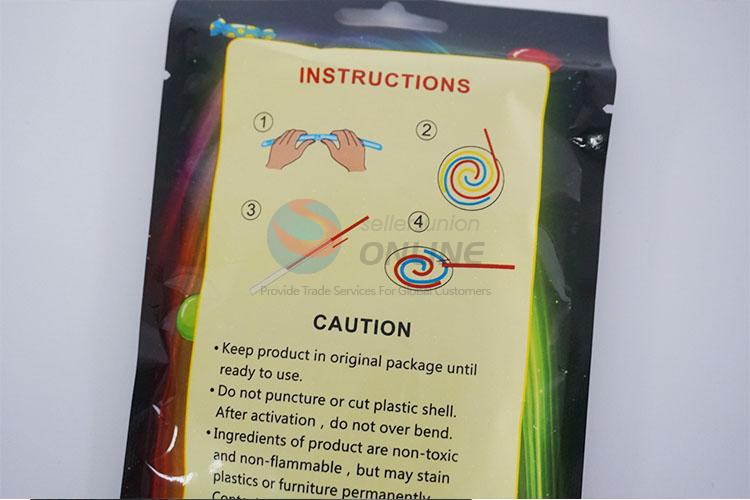 INSTRUCTIONS
1
2
3
4
sellersunion
ONLINE
Provide Trade Services For Global Customers
CAUTION
• Keep product in original package until
ready to use.
• Do not puncture or cut plastic shell.
After activation , do not over bend.
• Ingredients of product are non-toxic
and non-flammable , but may stain
plastics or furniture permanently